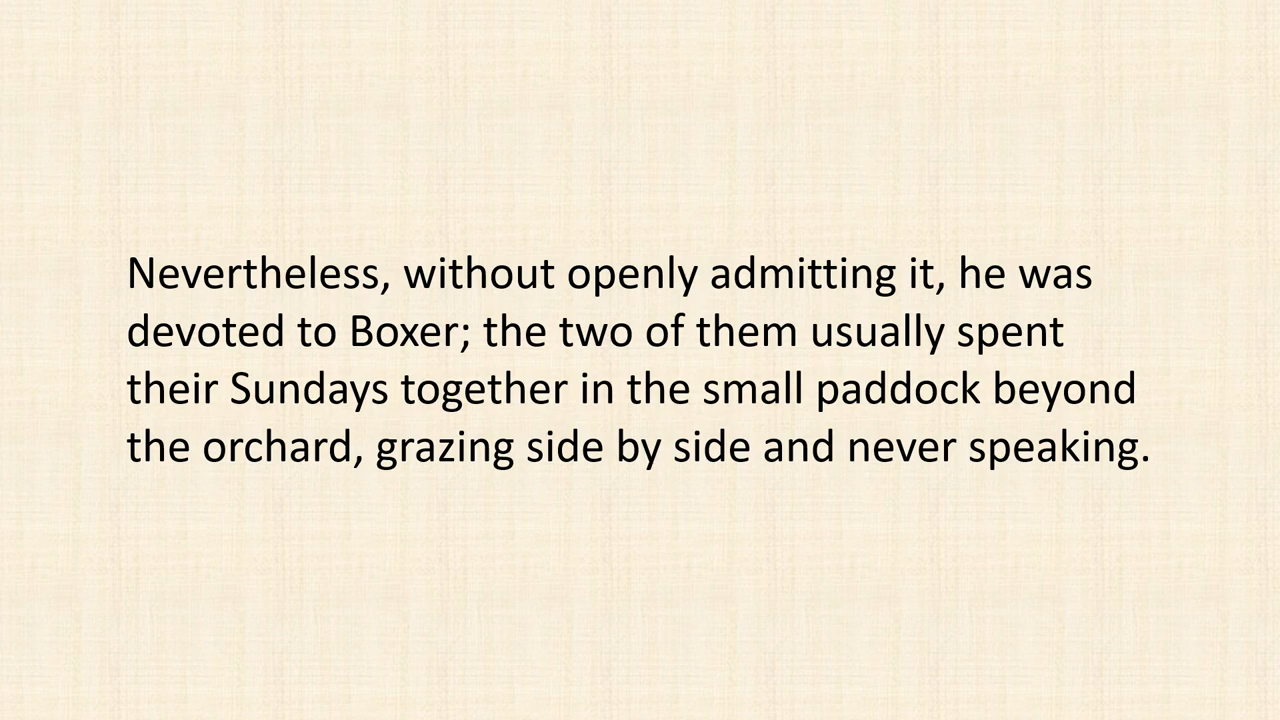 Nevertheless, without openly admitting it, he was
devoted to Boxer; the two of them usually spent
their Sundays together in the small paddock beyond
the orchard, grazing side by side and never speaking.